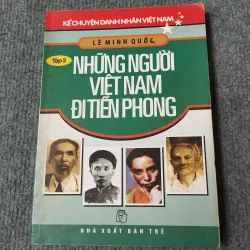 KỂ CHUYỆN DANH NHÂN VIỆT NAM
LÊ MINH QUỐC
Tập 2
NHỮNG NGƯỜI
VIỆT NAM
ĐI TIÊN PHONG
NHÀ XUẤT BẢN TRẺ